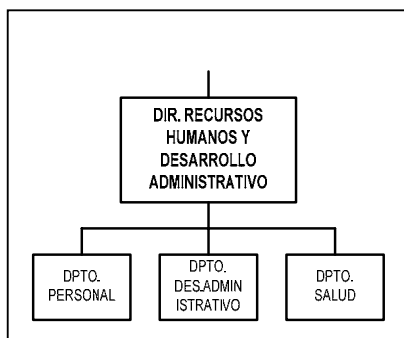 DIR. RECURSOS
HUMANOS Y
DESARROLLO
ADMINISTRATIVO
DPTO.
PERSONAL
DPTO.
DES.ADMIN
ISTRATIVO
DPTO.
SALUD